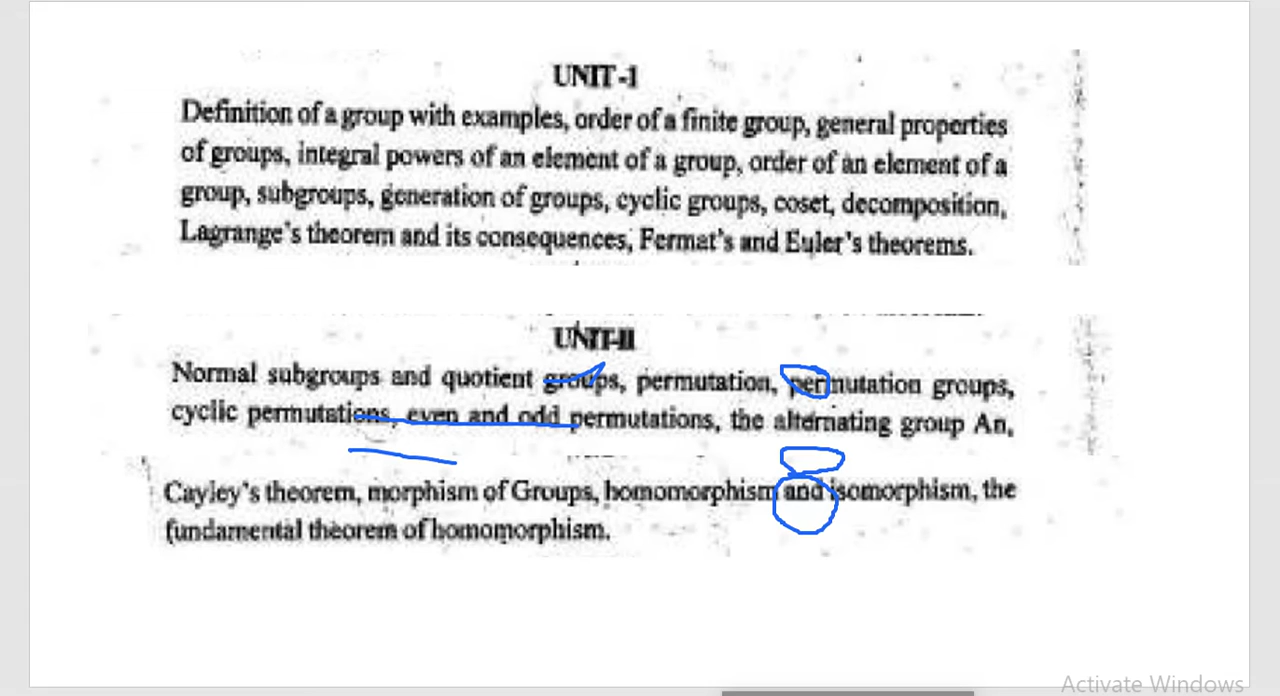 UNIT-I
Definition of a group with examples, order of a finite group, general properties
of groups, integral powers of an element of a group, order of an element of a
group, subgroups, generation of groups, cyclic groups, coset, decomposition,
Lagrange's theorem and its consequences, Fermat's and Euler's theorems.
UNIT-II
Normal subgroups and quotient groups, permutation, permutation groups,
cyclic permutations, even and odd permutations, the alternating group An,
Cayley's theorem, morphism of Groups, homomorphism and isomorphism, the
fundamental theorem of homomorphism.
Activate Windows